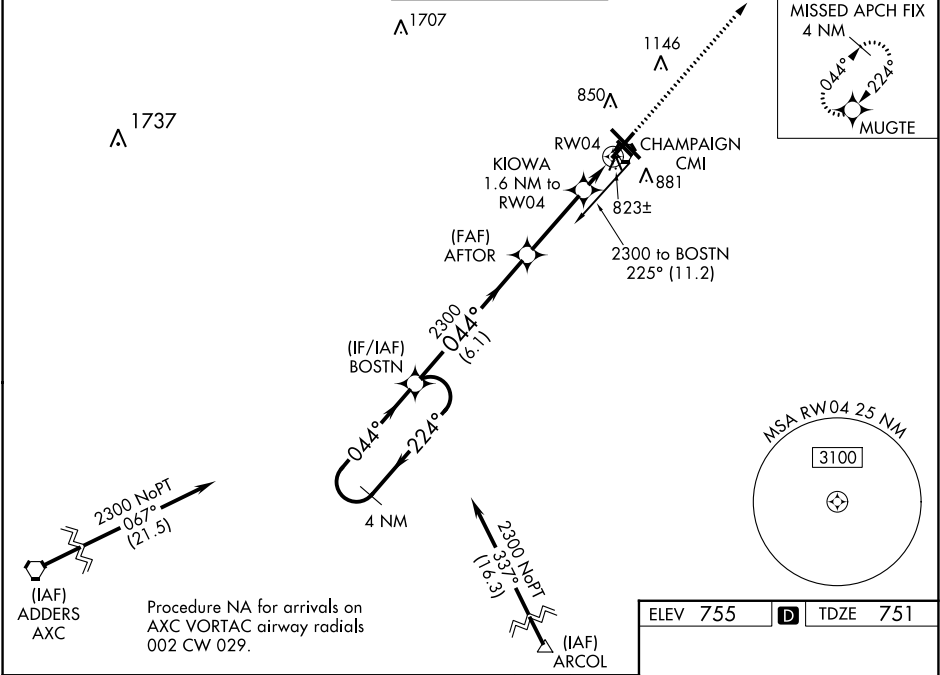 1707
1146
MISSED APCH FIX
4 NM
044°
224°
MUGTE
850
1737
RW04
CHAMPAIGN
CMI
KIOWA
1.6 NM to
RW04
881
823±
(FAF)
AFTOR
2300 to BOSTN
225° (11.2)
2300
044°
(6.1)
(IF/IAF)
BOSTN
044°
224°
4 NM
MSA RW04 25 NM
3100
2300 NoPT
067°
(21.5)
2300 NoPT
337°
(16.3)
(IAF)
ADDERS
AXC
Procedure NA for arrivals on
AXC VORTAC airway radials
002 CW 029.
(IAF)
ARCOL
ELEV 755 D TDZE 751